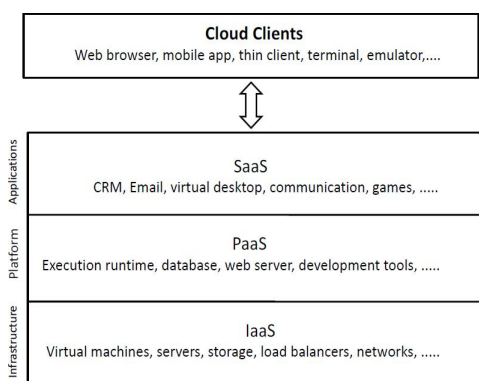 Cloud Clients
Web browser, mobile app, thin client, terminal, emulator,....
Applications
SaaS
CRM, Email, virtual desktop, communication, games, .....
Platform
PaaS
Execution runtime, database, web server, development tools, .....
Infrastructure
IaaS
Virtual machines, servers, storage, load balancers, networks, .....